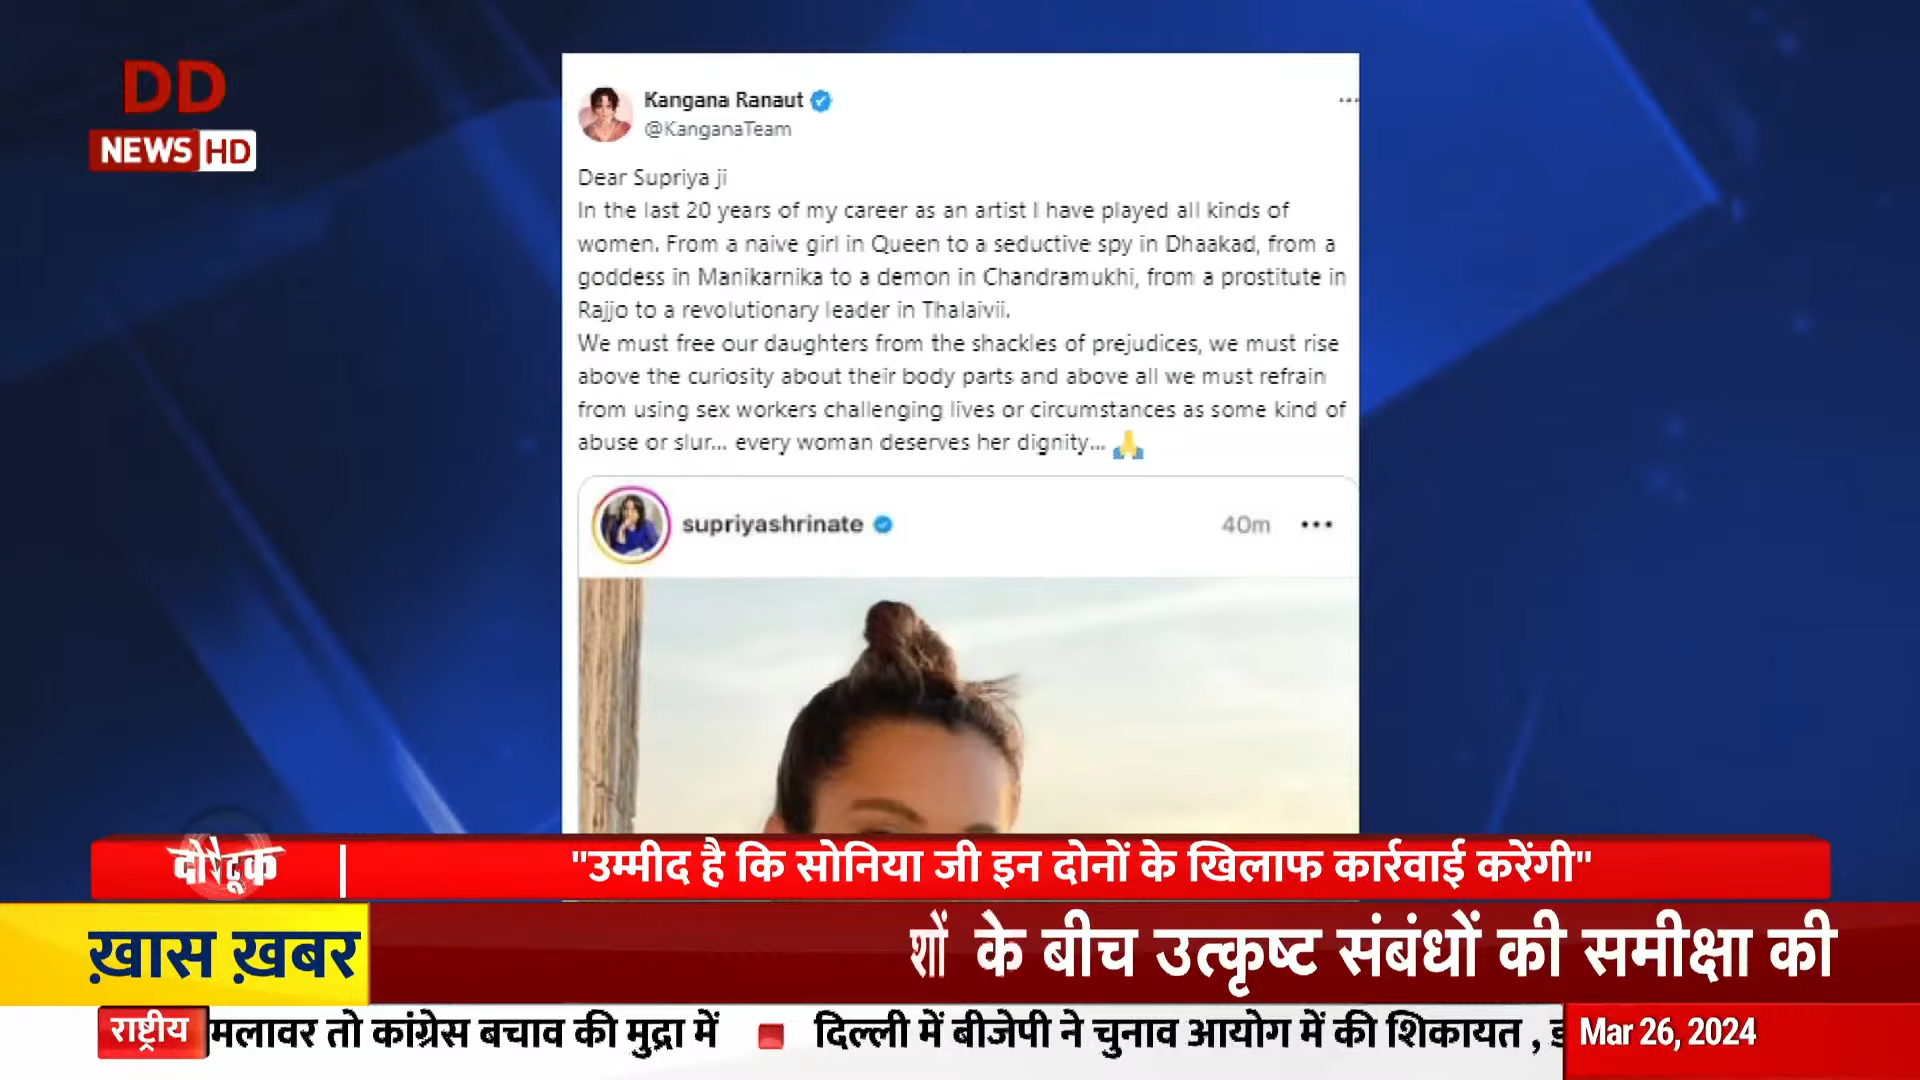 DD
NEWS HD
Kangana Ranaut
@KanganaTeam
Dear Supriya ji
In the last 20 years of my career as an artist I have played all kinds of
women. From a naive girl in Queen to a seductive spy in Dhaakad, from a
goddess in Manikarnika to a demon in Chandramukhi, from a prostitute in
Rajjo to a revolutionary leader in Thalaivii.
We must free our daughters from the shackles of prejudices, we must rise
above the curiosity about their body parts and above all we must refrain
from using sex workers challenging lives or circumstances as some kind of
abuse or slur... every woman deserves her dignity... 🙏
supriyashrinate 40m
दो टूक
"उम्मीद है कि सोनिया जी इन दोनों के खिलाफ कार्रवाई करेंगी"
ख़ास ख़बर
शों के बीच उत्कृष्ट संबंधों की समीक्षा की
राष्ट्रीय मलावर तो कांग्रेस बचाव की मुद्रा में दिल्ली में बीजेपी ने चुनाव आयोग में की शिकायत , Mar 26, 2024